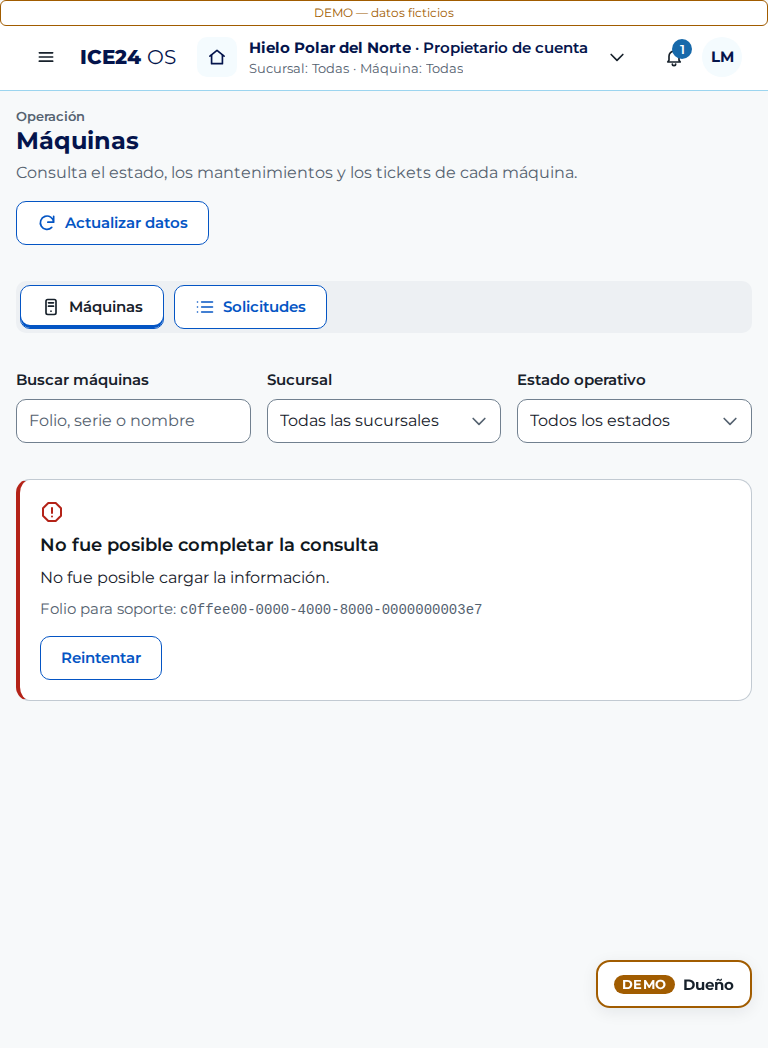 DEMO — datos ficticios
ICE24 OS
Hielo Polar del Norte · Propietario de cuenta
Sucursal: Todas · Máquina: Todas
1
LM
Operación
Máquinas
Consulta el estado, los mantenimientos y los tickets de cada máquina.
Actualizar datos
Máquinas
Solicitudes
Buscar máquinas
Sucursal
Estado operativo
Folio, serie o nombre
Todas las sucursales
Todos los estados
No fue posible completar la consulta
No fue posible cargar la información.
Folio para soporte: c0ffee00-0000-4000-8000-0000000003e7
Reintentar
DEMO Dueño